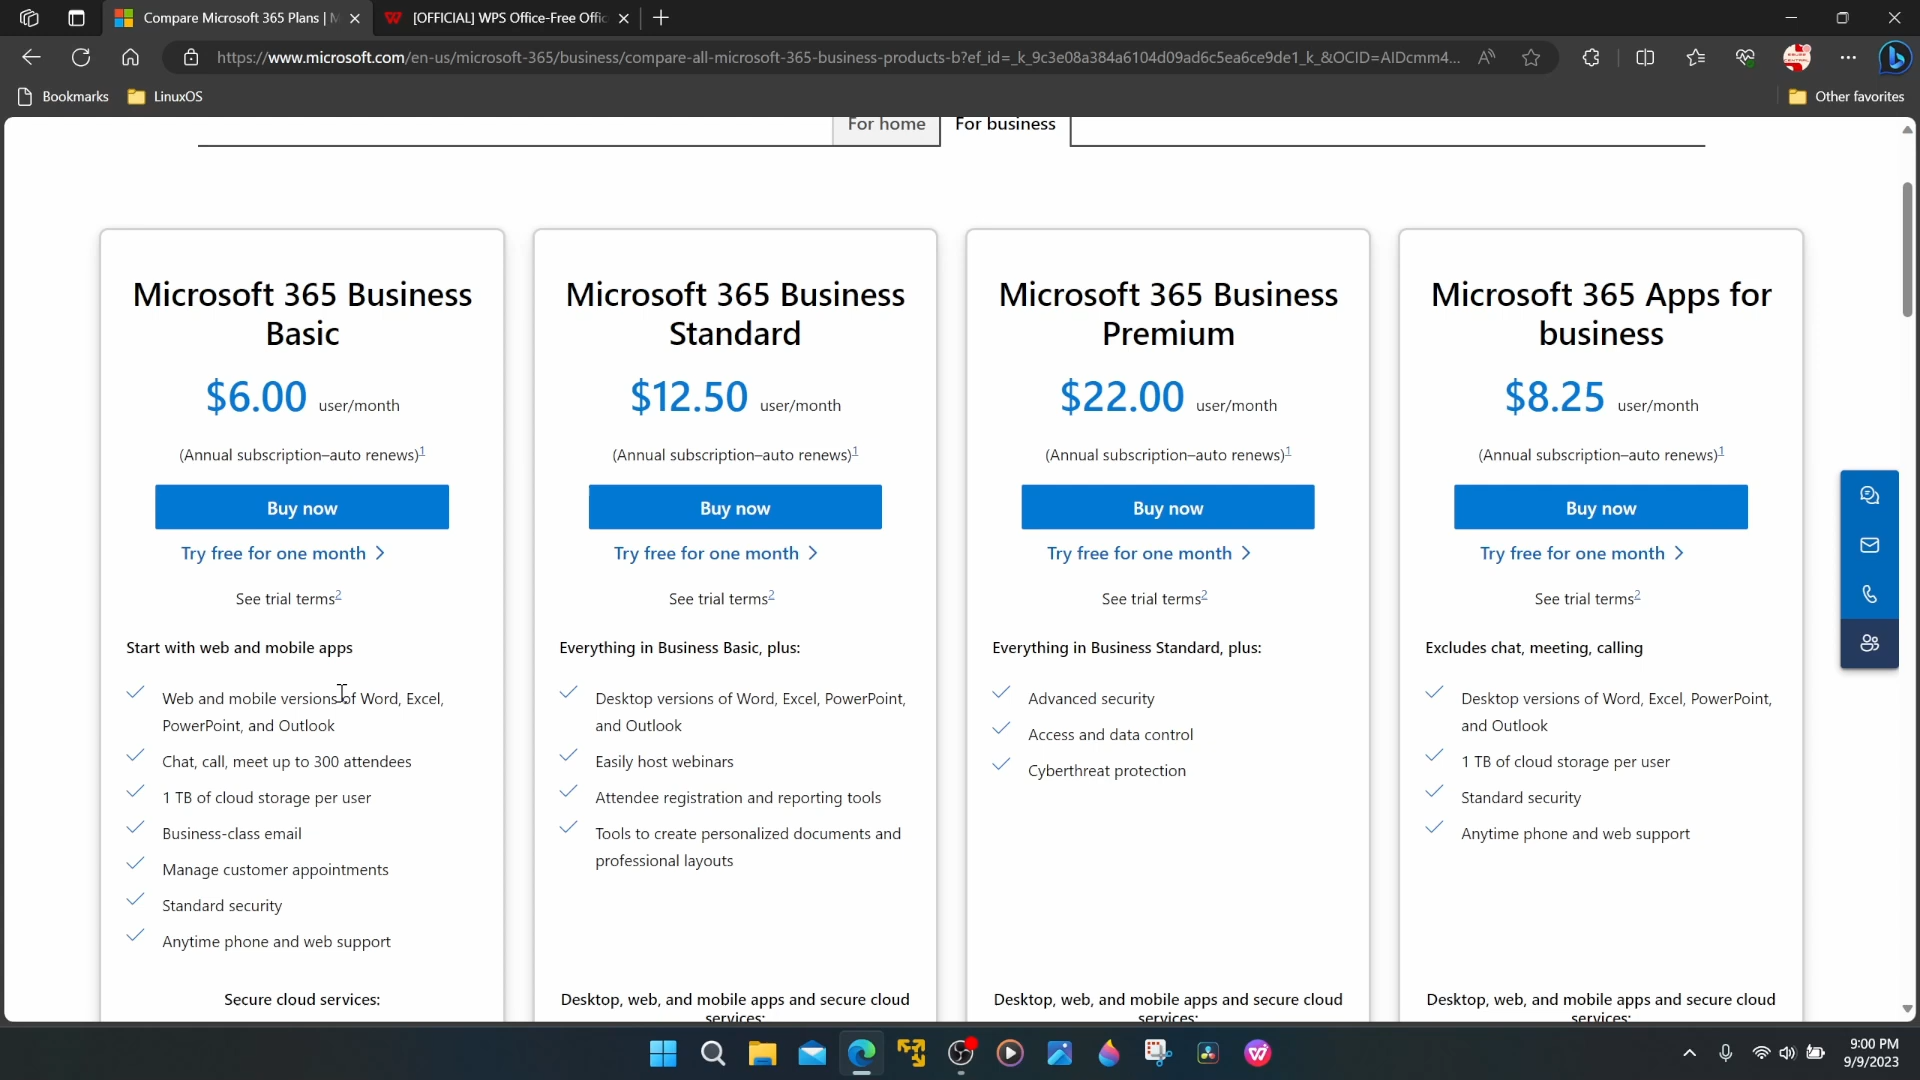 Compare Microsoft 365 Plans | M
[OFFICIAL] WPS Office-Free Offic
https://www.microsoft.com/en-us/microsoft-365/business/compare-all-microsoft-365-business-products-b?ef_id=_k_9c3e08a384a6104d09ad6c5ea6ce9de1_k_&OCID=AIDcmm4...
Bookmarks
LinuxOS
Other favorites
For home
For business
Microsoft 365 Business
Basic
$6.00 user/month
(Annual subscription–auto renews)1
Buy now
Try free for one month
See trial terms2
Start with web and mobile apps
Web and mobile versions of Word, Excel,
PowerPoint, and Outlook
Chat, call, meet up to 300 attendees
1 TB of cloud storage per user
Business-class email
Manage customer appointments
Standard security
Anytime phone and web support
Secure cloud services:
Microsoft 365 Business
Standard
$12.50 user/month
(Annual subscription–auto renews)1
Buy now
Try free for one month
See trial terms2
Everything in Business Basic, plus:
Desktop versions of Word, Excel, PowerPoint,
and Outlook
Easily host webinars
Attendee registration and reporting tools
Tools to create personalized documents and
professional layouts
Desktop, web, and mobile apps and secure cloud
services:
Microsoft 365 Business
Premium
$22.00 user/month
(Annual subscription–auto renews)1
Buy now
Try free for one month
See trial terms2
Everything in Business Standard, plus:
Advanced security
Access and data control
Cyberthreat protection
Desktop, web, and mobile apps and secure cloud
services:
Microsoft 365 Apps for
business
$8.25 user/month
(Annual subscription–auto renews)1
Buy now
Try free for one month
See trial terms2
Excludes chat, meeting, calling
Desktop versions of Word, Excel, PowerPoint,
and Outlook
1 TB of cloud storage per user
Standard security
Anytime phone and web support
Desktop, web, and mobile apps and secure cloud
services:
9:00 PM
9/9/2023